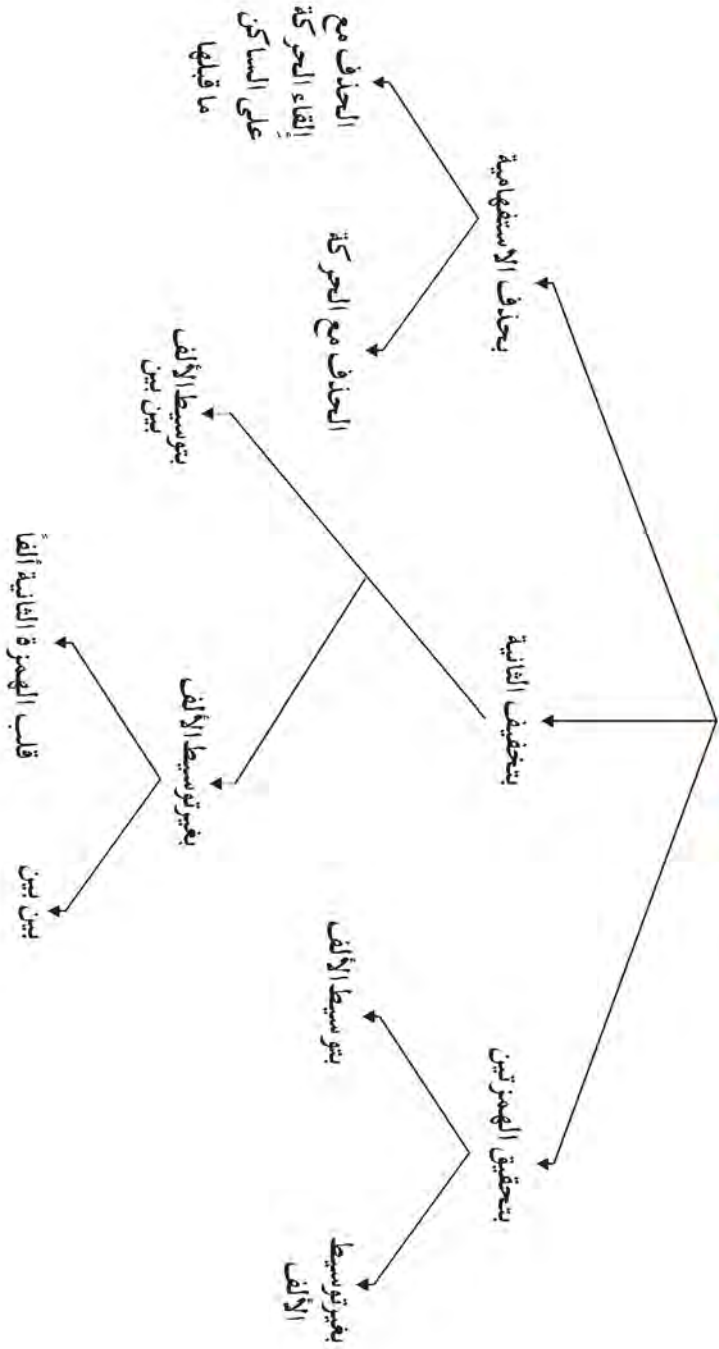 بتحقيق الهمزتين
بغير توسيط
الألف
بتوسيط الألف
بتخفيف الثانية
بغير توسيط الألف
بين بين
قلب الهمزة الثانية ألفاً
بتوسيط الألف
بين بين
بحذف الاستفهامية
الحذف مع الحركة
الحذف مع
إلقاء الحركة
على الساكن
ما قبلها